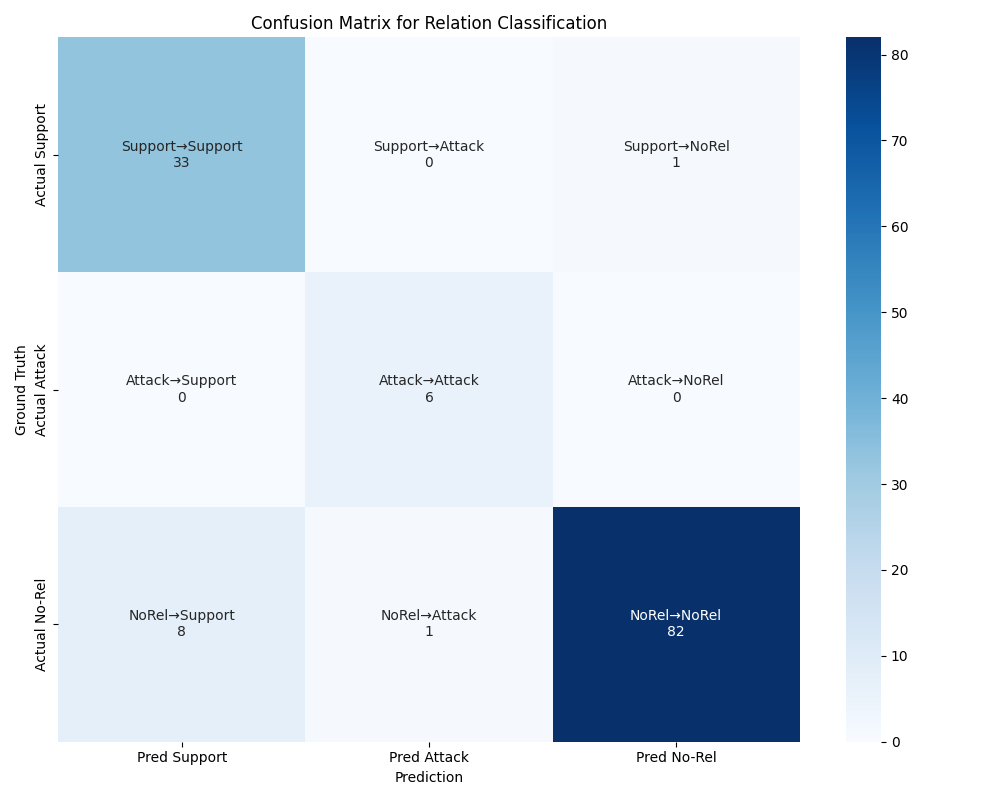 Confusion Matrix for Relation Classification
Ground Truth
Actual Support
Actual Attack
Actual No-Rel
Support→Support
33
Support→Attack
0
Support→NoRel
1
Attack→Support
0
Attack→Attack
6
Attack→NoRel
0
NoRel→Support
8
NoRel→Attack
1
NoRel→NoRel
82
Pred Support
Pred Attack
Pred No-Rel
Prediction
80
70
60
50
40
30
20
10
0